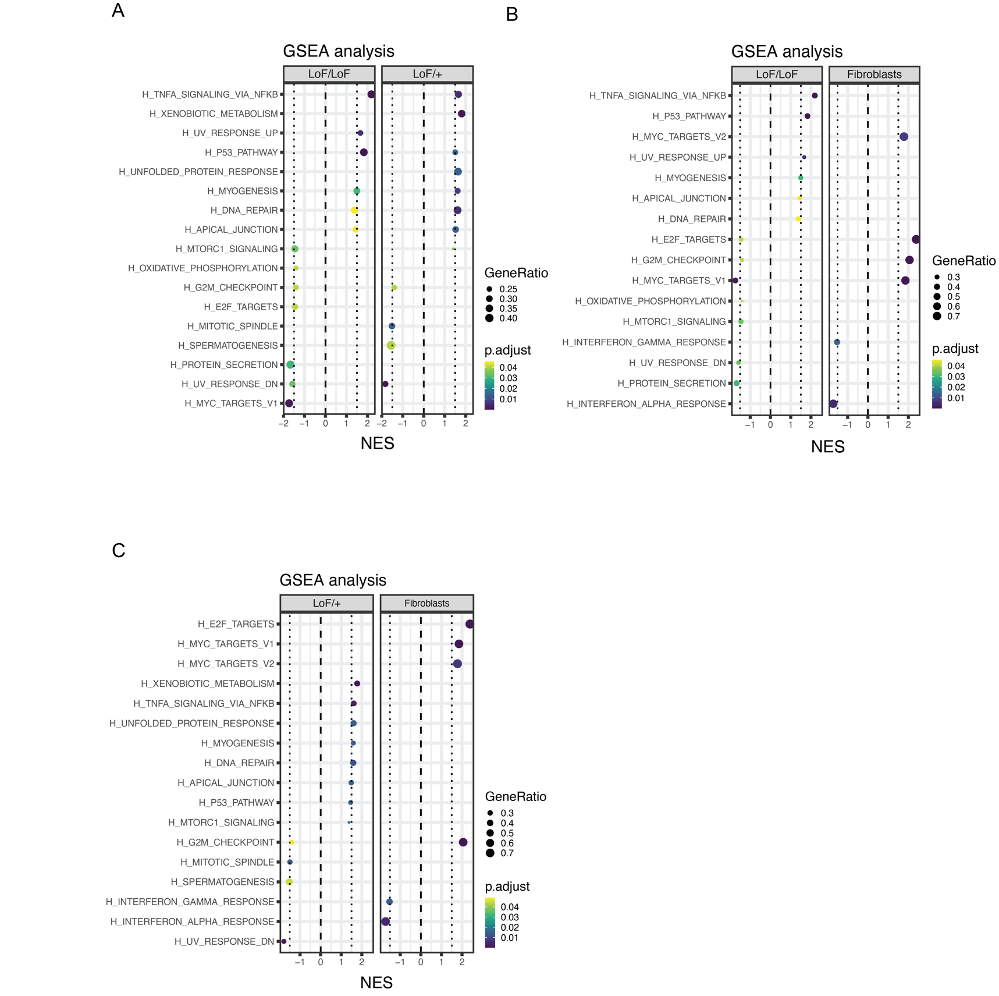 A
GSEA analysis
LoF/LoF
LoF/+
H_TNFA_SIGNALING_VIA_NFKB
H_XENOBIOTIC_METABOLISM
H_UV_RESPONSE_UP
H_P53_PATHWAY
H_UNFOLDED_PROTEIN_RESPONSE
H_MYOGENESIS
H_DNA_REPAIR
H_APICAL_JUNCTION
H_MTORC1_SIGNALING
H_OXIDATIVE_PHOSPHORYLATION
H_G2M_CHECKPOINT
H_E2F_TARGETS
H_MITOTIC_SPINDLE
H_SPERMATOGENESIS
H_PROTEIN_SECRETION
H_UV_RESPONSE_DN
H_MYC_TARGETS_V1
−2 −1 0 1 2
−2 −1 0 1 2
NES
GeneRatio
0.25
0.30
0.35
0.40
p.adjust
0.04
0.03
0.02
0.01
B
GSEA analysis
LoF/LoF
Fibroblasts
H_TNFA_SIGNALING_VIA_NFKB
H_P53_PATHWAY
H_MYC_TARGETS_V2
H_UV_RESPONSE_UP
H_MYOGENESIS
H_APICAL_JUNCTION
H_DNA_REPAIR
H_E2F_TARGETS
H_G2M_CHECKPOINT
H_MYC_TARGETS_V1
H_OXIDATIVE_PHOSPHORYLATION
H_MTORC1_SIGNALING
H_INTERFERON_GAMMA_RESPONSE
H_UV_RESPONSE_DN
H_PROTEIN_SECRETION
H_INTERFERON_ALPHA_RESPONSE
−1 0 1 2
−1 0 1 2
NES
GeneRatio
0.3
0.4
0.5
0.6
0.7
p.adjust
0.04
0.03
0.02
0.01
C
GSEA analysis
LoF/+
Fibroblasts
H_E2F_TARGETS
H_MYC_TARGETS_V1
H_MYC_TARGETS_V2
H_XENOBIOTIC_METABOLISM
H_TNFA_SIGNALING_VIA_NFKB
H_UNFOLDED_PROTEIN_RESPONSE
H_MYOGENESIS
H_DNA_REPAIR
H_APICAL_JUNCTION
H_P53_PATHWAY
H_MTORC1_SIGNALING
H_G2M_CHECKPOINT
H_MITOTIC_SPINDLE
H_SPERMATOGENESIS
H_INTERFERON_GAMMA_RESPONSE
H_INTERFERON_ALPHA_RESPONSE
H_UV_RESPONSE_DN
−1 0 1 2
−1 0 1 2
NES
GeneRatio
0.3
0.4
0.5
0.6
0.7
p.adjust
0.04
0.03
0.02
0.01